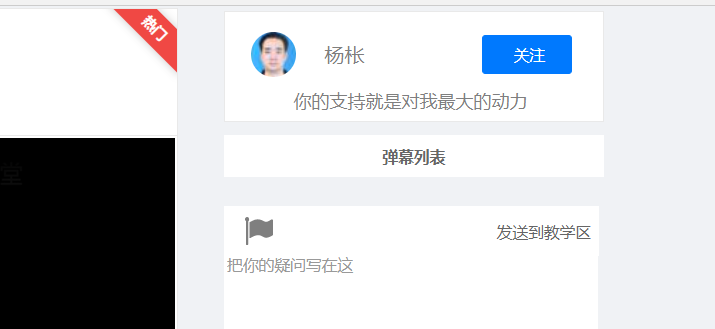 热门
杨枨
关注
你的支持就是对我最大的动力
弹幕列表
堂
发送到教学区
把你的疑问写在这